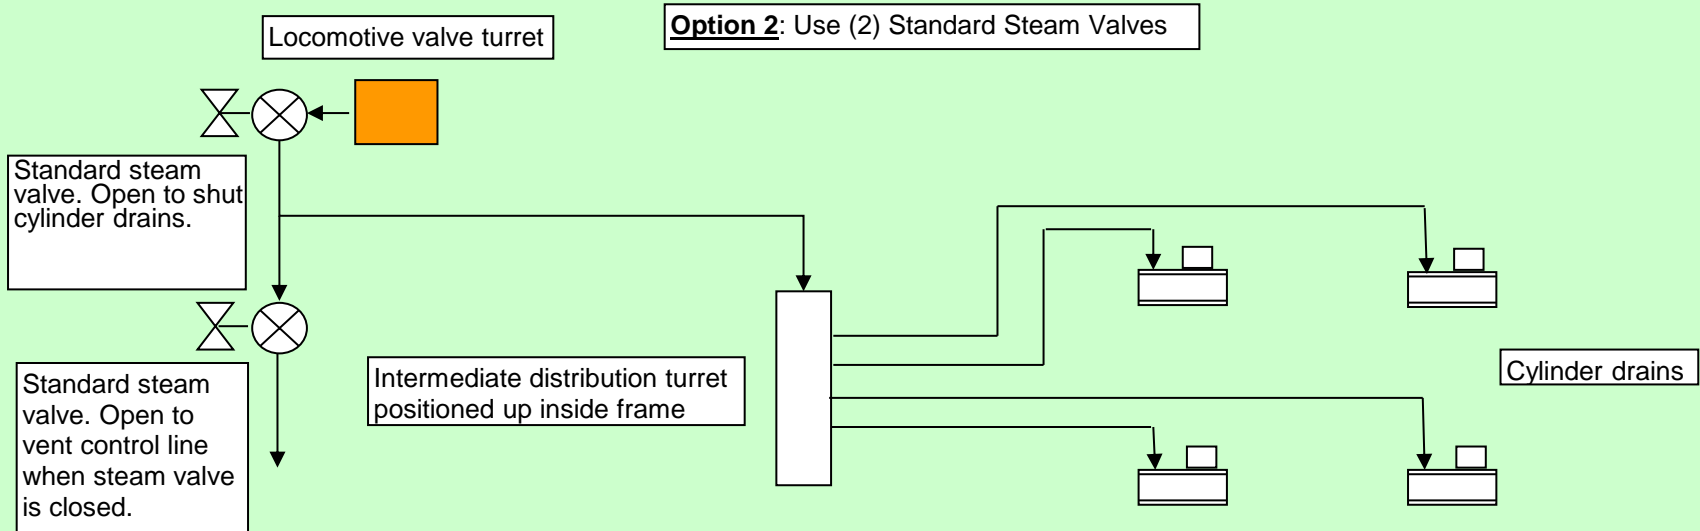 Option 2: Use (2) Standard Steam Valves
Locomotive valve turret
Standard steam
valve. Open to shut
cylinder drains.
Standard steam
valve. Open to
vent control line
when steam valve
is closed.
Intermediate distribution turret
positioned up inside frame
Cylinder drains